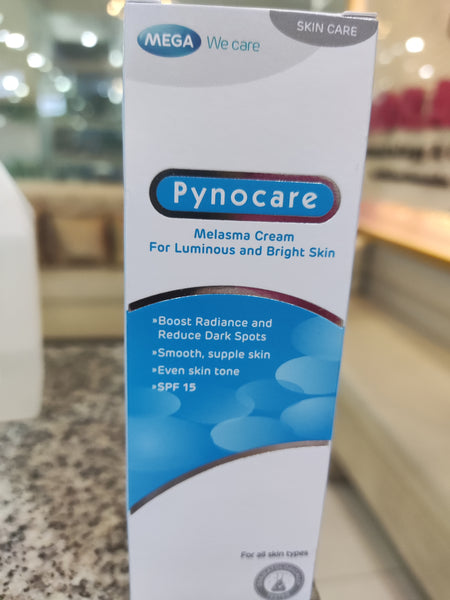 SKIN CARE
MEGA We care
Pynocare
Melasma Cream
For Luminous and Bright Skin
»Boost Radiance and
Reduce Dark Spots
»Smooth, supple skin
»Even skin tone
»SPF 15
For all skin types